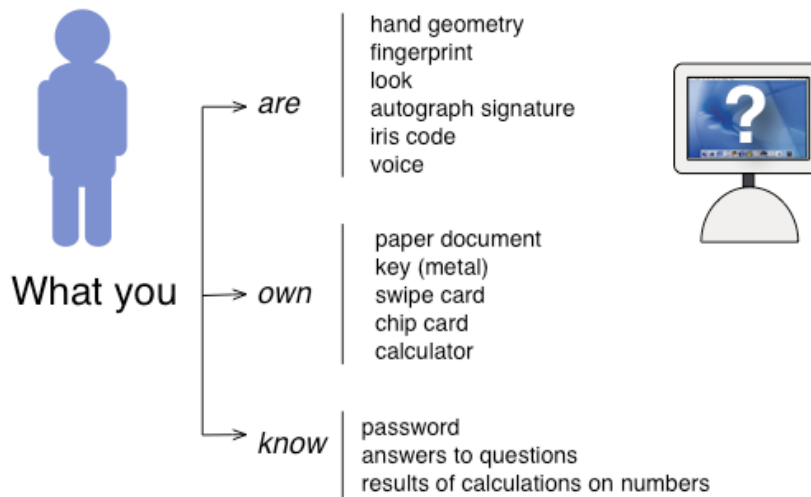 What you
are
hand geometry
fingerprint
look
autograph signature
iris code
voice
own
paper document
key (metal)
swipe card
chip card
calculator
know
password
answers to questions
results of calculations on numbers
?